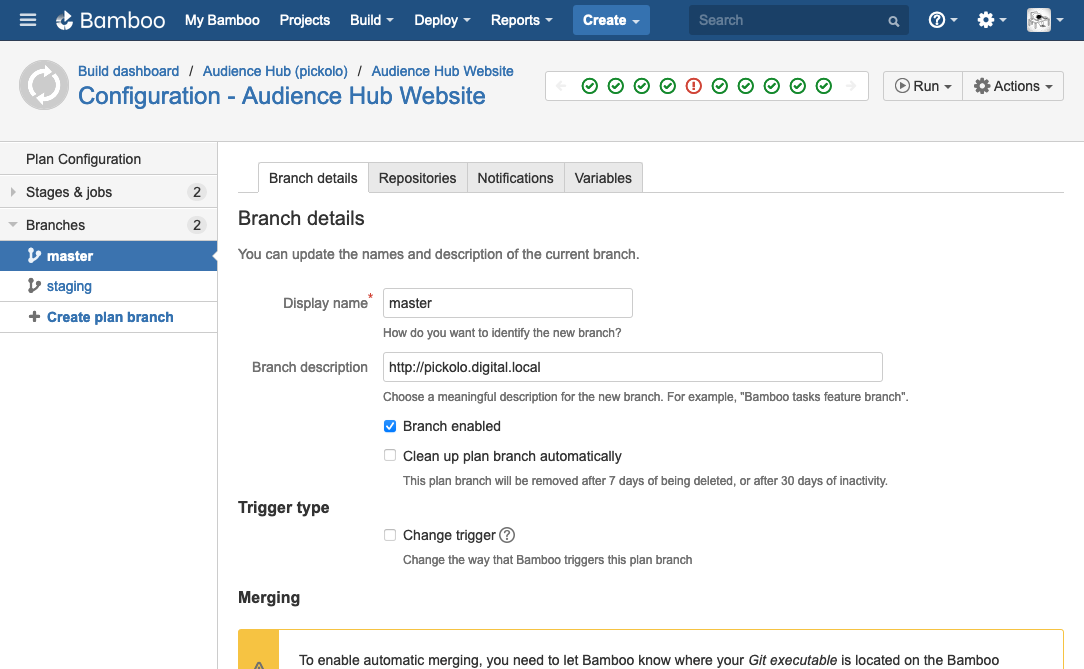 Bamboo My Bamboo Projects Build Deploy Reports Create Search
Build dashboard / Audience Hub (pickolo) / Audience Hub Website
Configuration - Audience Hub Website
Run Actions
Plan Configuration
Stages & jobs 2
Branches 2
master
staging
Create plan branch
Branch details Repositories Notifications Variables
Branch details
You can update the names and description of the current branch.
Display name* master
How do you want to identify the new branch?
Branch description http://pickolo.digital.local
Choose a meaningful description for the new branch. For example, "Bamboo tasks feature branch".
Branch enabled
Clean up plan branch automatically
This plan branch will be removed after 7 days of being deleted, or after 30 days of inactivity.
Trigger type
Change trigger ?
Change the way that Bamboo triggers this plan branch
Merging
To enable automatic merging, you need to let Bamboo know where your Git executable is located on the Bamboo